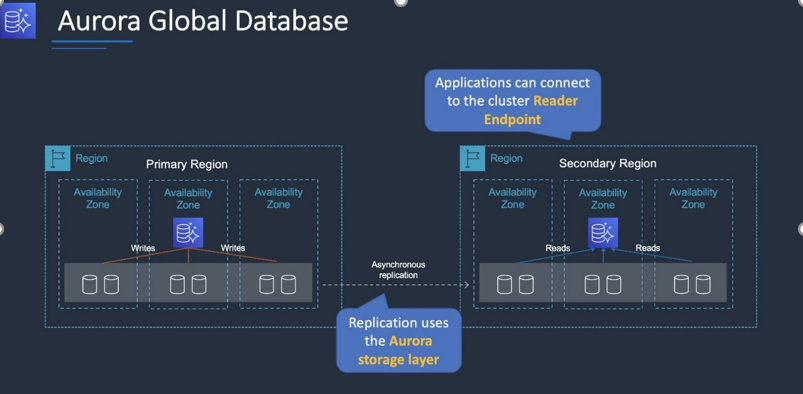 Aurora Global Database
Applications can connect
to the cluster Reader
Endpoint
Region
Primary Region
Availability
Zone
Availability
Zone
Availability
Zone
Writes
Writes
Asynchronous
replication
Replication uses
the Aurora
storage layer
Region
Secondary Region
Availability
Zone
Availability
Zone
Availability
Zone
Reads
Reads